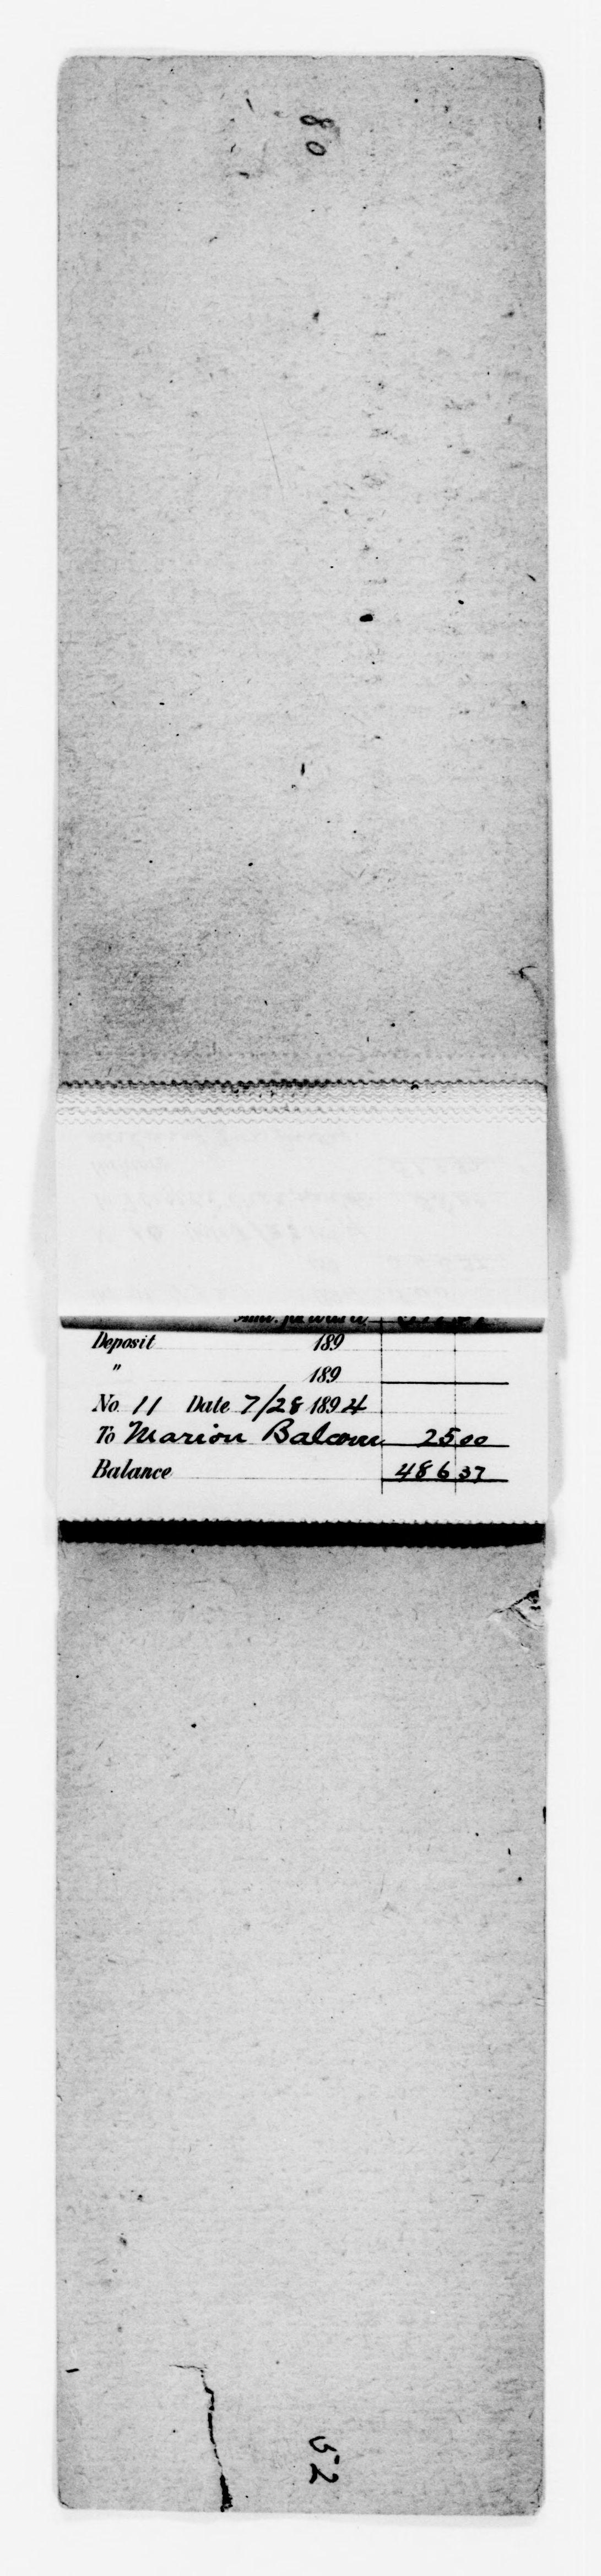 80
Deposit 189
" 189
No. 11 Date 7/28 1894
To Marion Balcom 25 00
Balance 486 37
52